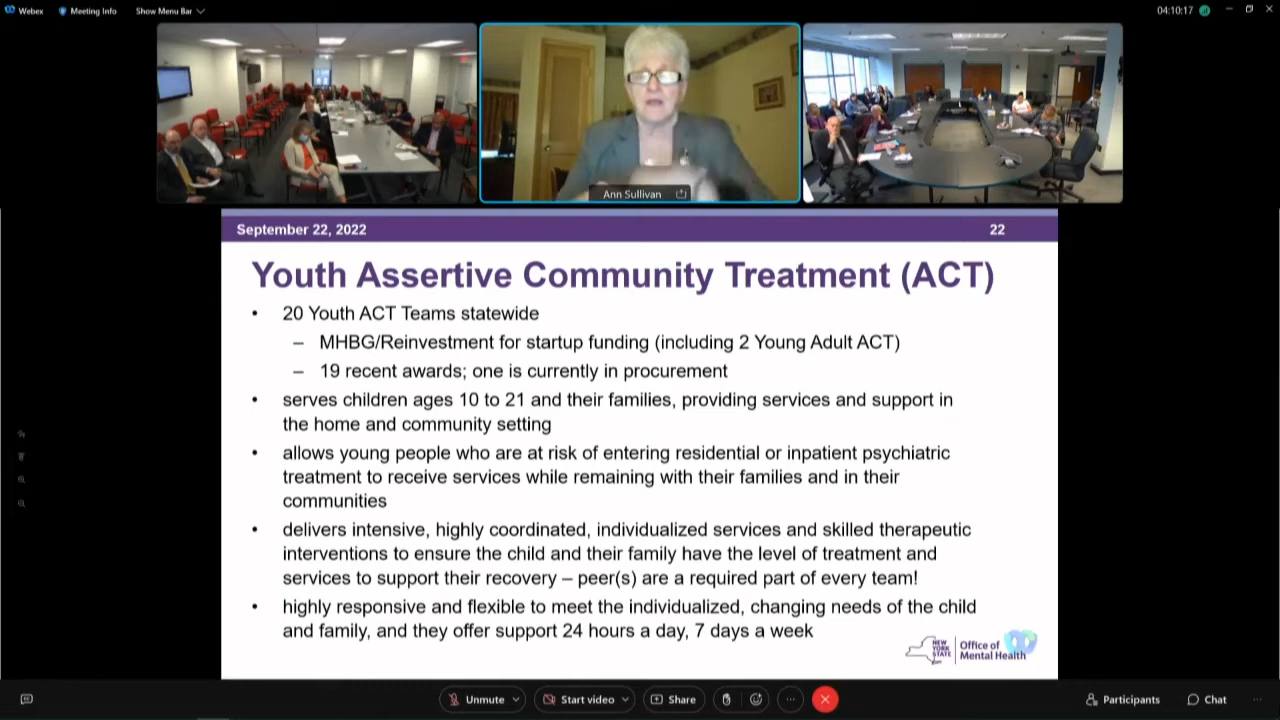 Webex
Meeting Info
Show Menu Bar
04:10:17
Ann Sullivan
September 22, 2022
22
Youth Assertive Community Treatment (ACT)
• 20 Youth ACT Teams statewide
– MHBG/Reinvestment for startup funding (including 2 Young Adult ACT)
– 19 recent awards; one is currently in procurement
• serves children ages 10 to 21 and their families, providing services and support in
the home and community setting
• allows young people who are at risk of entering residential or inpatient psychiatric
treatment to receive services while remaining with their families and in their
communities
• delivers intensive, highly coordinated, individualized services and skilled therapeutic
interventions to ensure the child and their family have the level of treatment and
services to support their recovery – peer(s) are a required part of every team!
• highly responsive and flexible to meet the individualized, changing needs of the child
and family, and they offer support 24 hours a day, 7 days a week
NEW
YORK
STATE
Office of
Mental Health
Unmute
Start video
Share
Participants
Chat